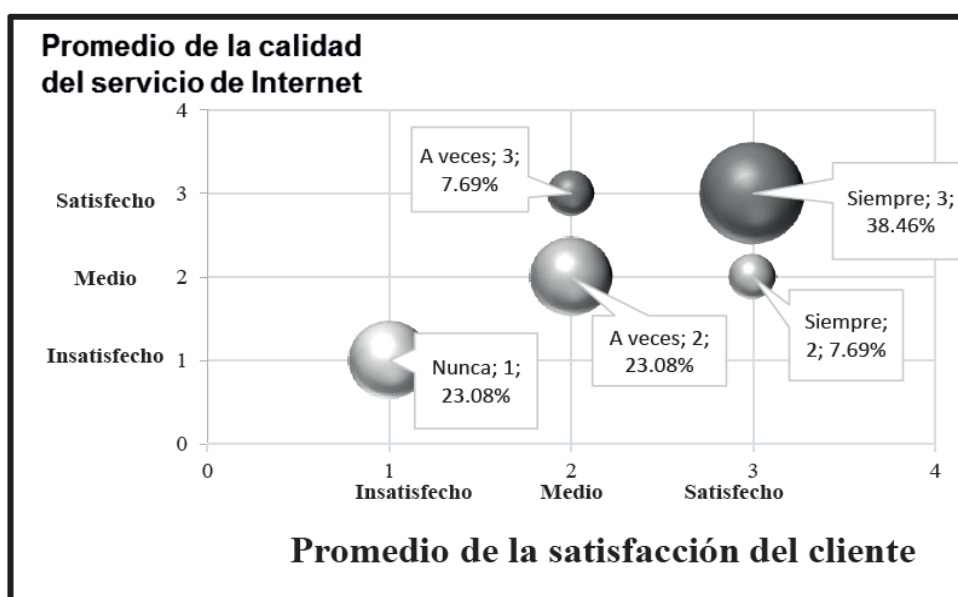 Promedio de la calidad
del servicio de Internet
4
A veces; 3;
7.69%
Satisfecho
3
Siempre; 3;
38.46%
Medio
2
Siempre;
2; 7.69%
A veces; 2;
23.08%
Insatisfecho
1
Nunca; 1;
23.08%
0
0 1 2 3 4
Insatisfecho Medio Satisfecho
Promedio de la satisfacción del cliente